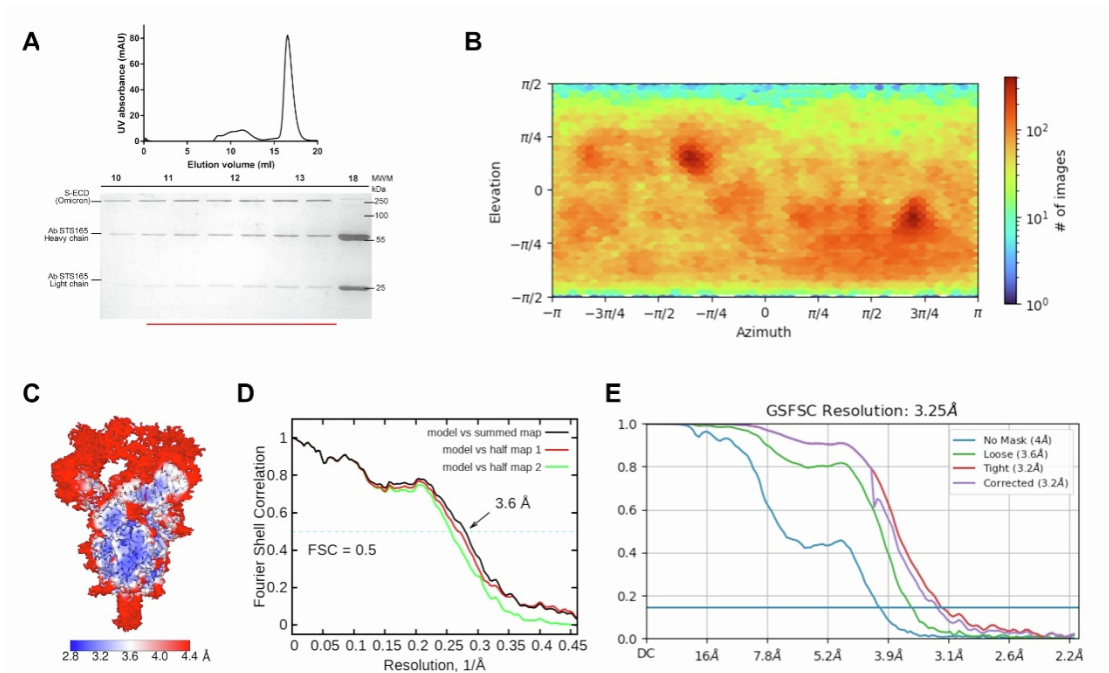 A
UV absorbance (mAU)
80
60
40
20
0
0 5 10 15 20
Elution volume (ml)
10 11 12 13 18 MWM
kDa
S-ECD
(Omicron)
250
100
Ab STS165
Heavy chain
55
Ab STS165
Light chain
25
B
Elevation
π/2
π/4
0
−π/4
−π/2
−π −3π/4 −π/2 −π/4 0 π/4 π/2 3π/4 π
Azimuth
10²
10¹
10⁰
# of images
C
2.8 3.2 3.6 4.0 4.4 Å
D
Fourier Shell Correlation
1
0.8
0.6
0.4
0.2
0
model vs summed map
model vs half map 1
model vs half map 2
3.6 Å
FSC = 0.5
0 0.05 0.1 0.15 0.2 0.25 0.3 0.35 0.4 0.45
Resolution, 1/Å
E
GSFSC Resolution: 3.25Å
1.0
0.8
0.6
0.4
0.2
0.0
No Mask (4Å)
Loose (3.6Å)
Tight (3.2Å)
Corrected (3.2Å)
DC 16Å 7.8Å 5.2Å 3.9Å 3.1Å 2.6Å 2.2Å